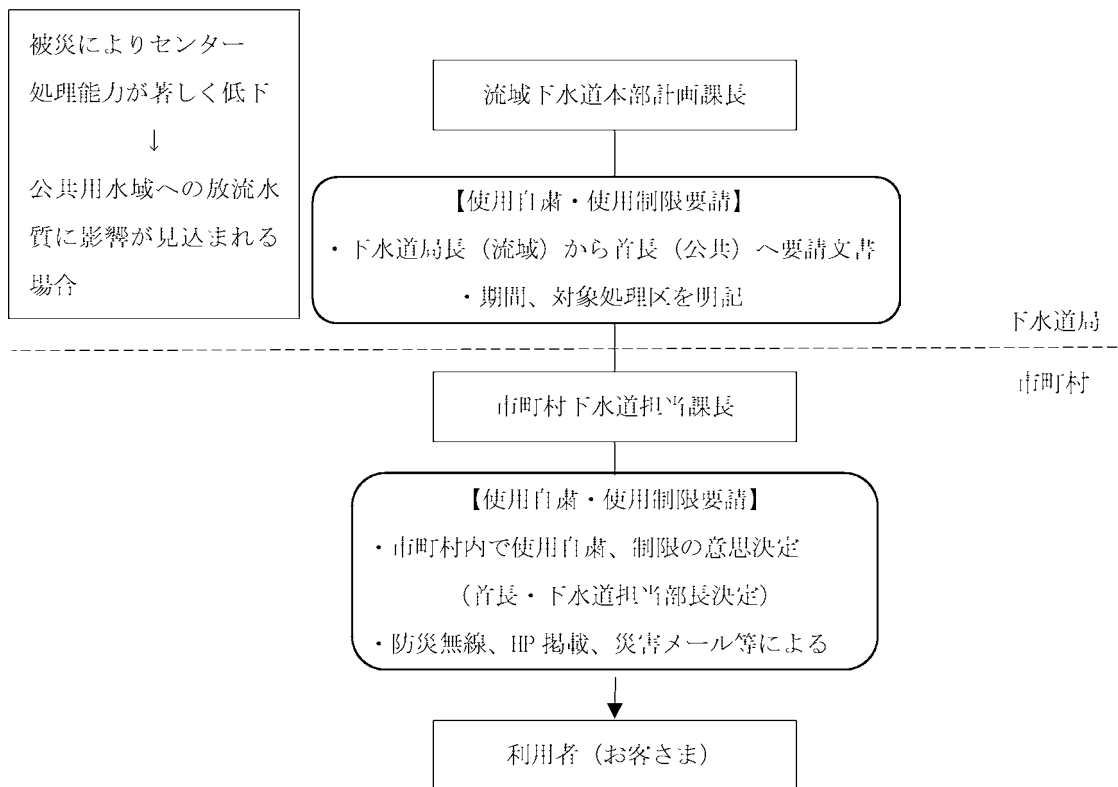 被災によりセンター
処理能力が著しく低下
↓
公共用水域への放流水
質に影響が見込まれる
場合
流域下水道本部計画課長
【使用自粛・使用制限要請】
・下水道局長（流域）から首長（公共）へ要請文書
・期間、対象処理区を明記
下水道局
市町村
市町村下水道担当課長
【使用自粛・使用制限要請】
・市町村内で使用自粛、制限の意思決定
（首長・下水道担当部長決定）
・防災無線、HP 掲載、災害メール等による
利用者（お客さま）